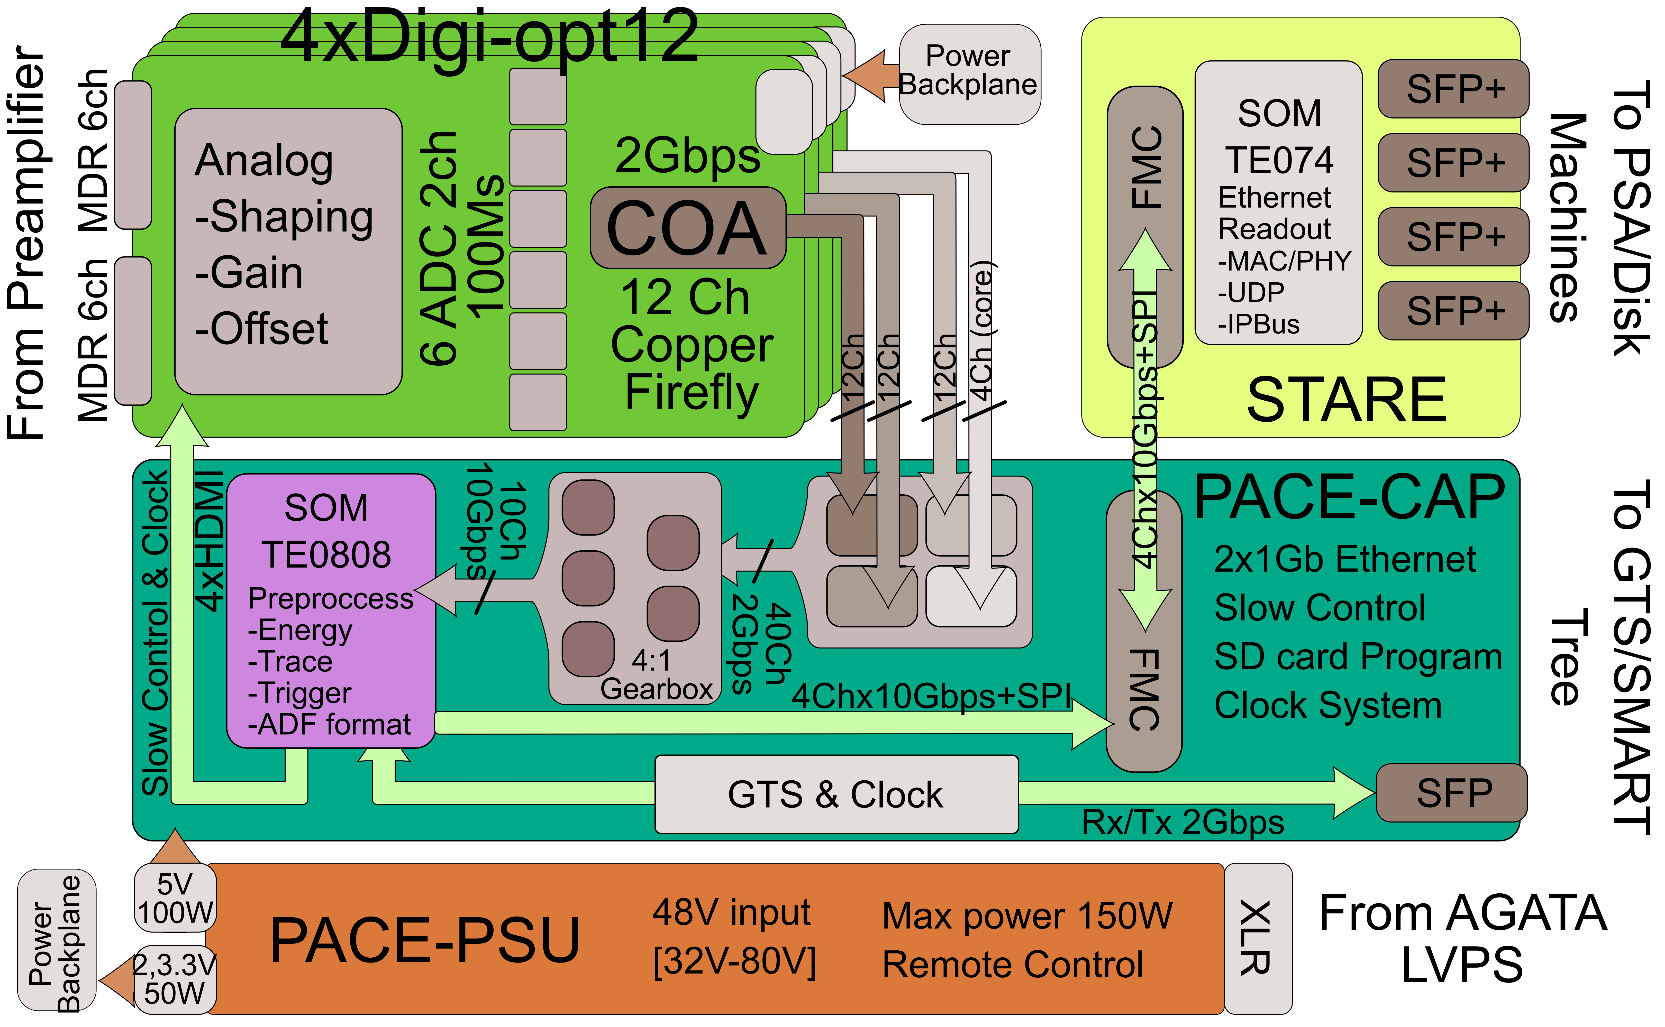 4xDigi-opt12
From Preamplifier
MDR 6ch
MDR 6ch
Analog
-Shaping
-Gain
-Offset
6 ADC 2ch
100Ms
2Gbps
COA
12 Ch
Copper
Firefly
Power
Backplane
12Ch
12Ch
12Ch
4Ch (core)
FMC
SOM
TE074
Ethernet
Readout
-MAC/PHY
-UDP
-IPBus
SFP+
SFP+
SFP+
SFP+
STARE
To PSA/Disk
Machines
4Chx10Gbps+SPI
Slow Control & Clock
4xHDMI
SOM
TE0808
Preproccess
-Energy
-Trace
-Trigger
-ADF format
10Ch
10Gbps
4:1
Gearbox
40Ch
2Gbps
4Chx10Gbps+SPI
FMC
PACE-CAP
2x1Gb Ethernet
Slow Control
SD card Program
Clock System
GTS & Clock
Rx/Tx 2Gbps
SFP
To GTS/SMART
Tree
Power
Backplane
5V
100W
2,3.3V
50W
PACE-PSU
48V input
[32V-80V]
Max power 150W
Remote Control
XLR
From AGATA
LVPS